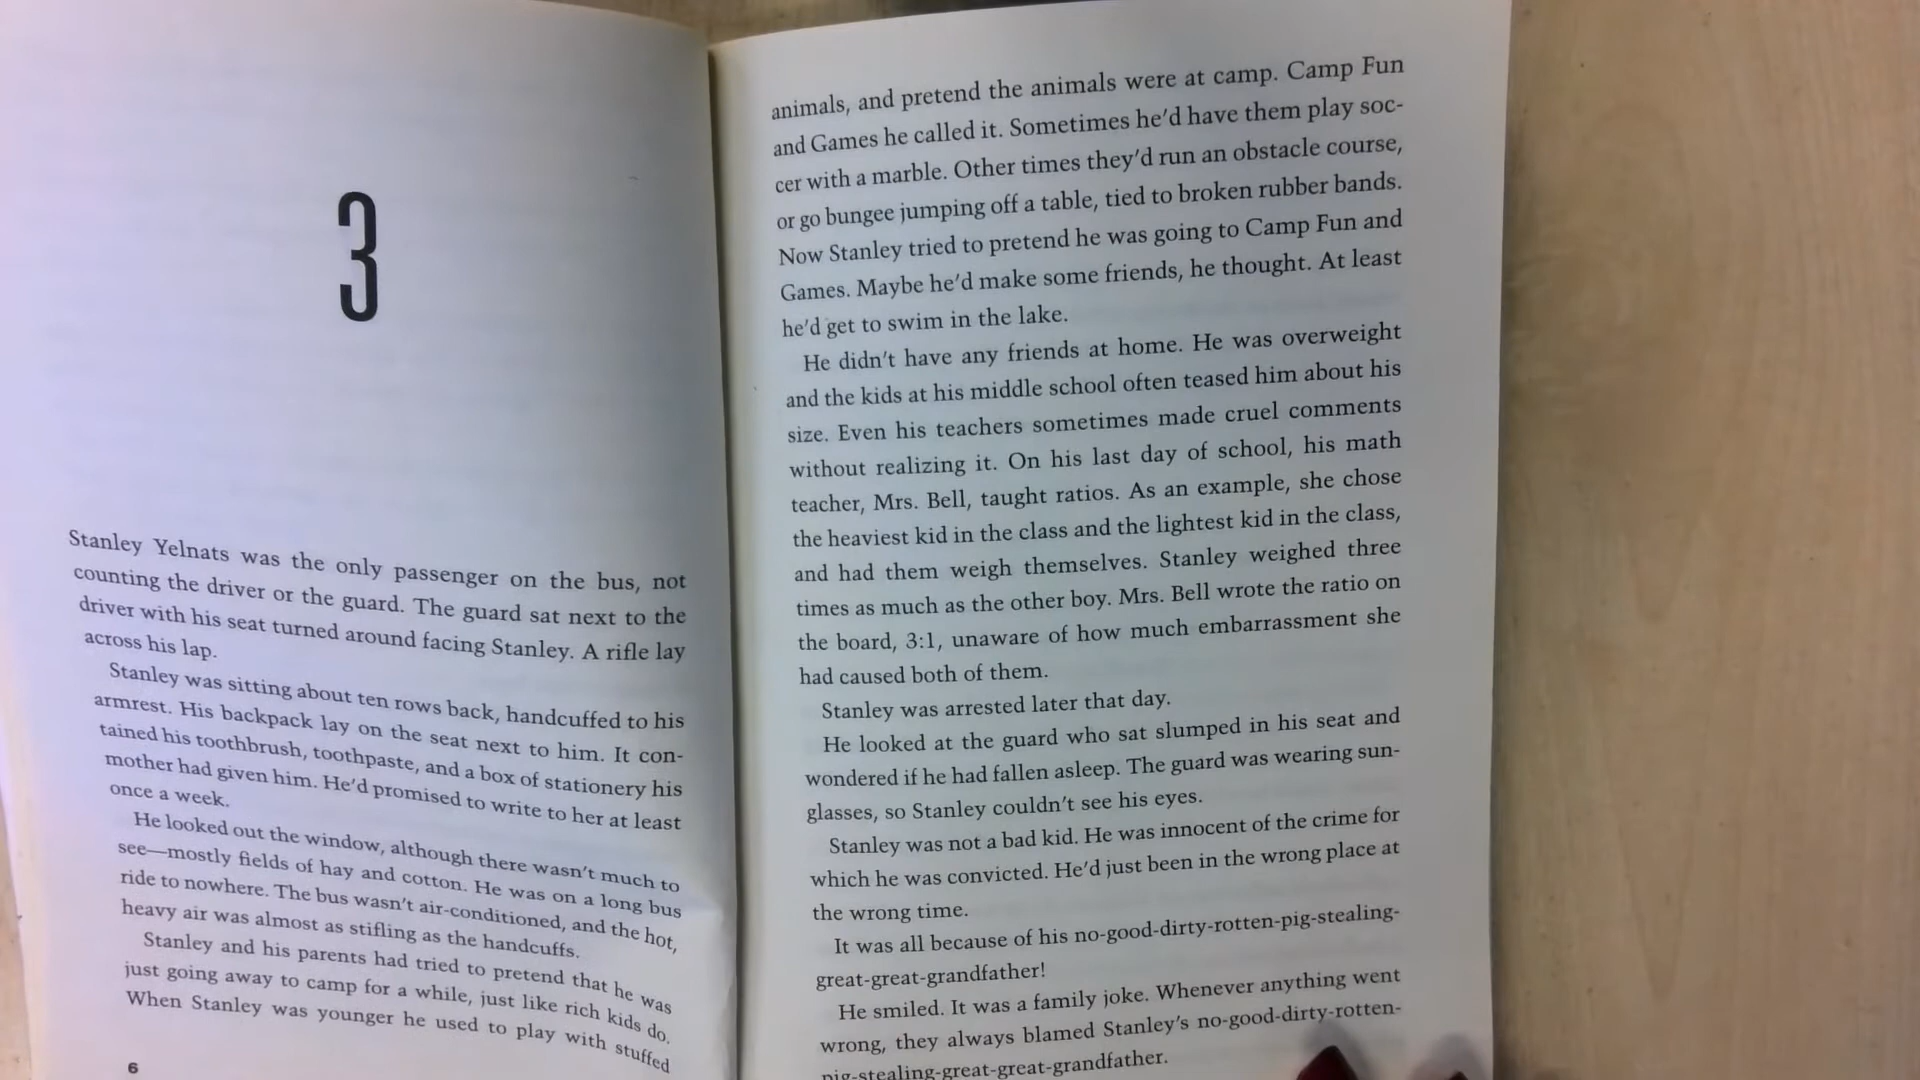 3
Stanley Yelnats was the only passenger on the bus, not
counting the driver or the guard. The guard sat next to the
driver with his seat turned around facing Stanley. A rifle lay
across his lap.
Stanley was sitting about ten rows back, handcuffed to his
armrest. His backpack lay on the seat next to him. It con-
tained his toothbrush, toothpaste, and a box of stationery his
mother had given him. He'd promised to write to her at least
once a week.
He looked out the window, although there wasn't much to
see—mostly fields of hay and cotton. He was on a long bus
ride to nowhere. The bus wasn't air-conditioned, and the hot,
heavy air was almost as stifling as the handcuffs.
Stanley and his parents had tried to pretend that he was
just going away to camp for a while, just like rich kids do.
When Stanley was younger he used to play with stuffed
6
animals, and pretend the animals were at camp. Camp Fun
and Games he called it. Sometimes he'd have them play soc-
cer with a marble. Other times they'd run an obstacle course,
or go bungee jumping off a table, tied to broken rubber bands.
Now Stanley tried to pretend he was going to Camp Fun and
Games. Maybe he'd make some friends, he thought. At least
he'd get to swim in the lake.
He didn't have any friends at home. He was overweight
and the kids at his middle school often teased him about his
size. Even his teachers sometimes made cruel comments
without realizing it. On his last day of school, his math
teacher, Mrs. Bell, taught ratios. As an example, she chose
the heaviest kid in the class and the lightest kid in the class,
and had them weigh themselves. Stanley weighed three
times as much as the other boy. Mrs. Bell wrote the ratio on
the board, 3:1, unaware of how much embarrassment she
had caused both of them.
Stanley was arrested later that day.
He looked at the guard who sat slumped in his seat and
wondered if he had fallen asleep. The guard was wearing sun-
glasses, so Stanley couldn't see his eyes.
Stanley was not a bad kid. He was innocent of the crime for
which he was convicted. He'd just been in the wrong place at
the wrong time.
It was all because of his no-good-dirty-rotten-pig-stealing-
great-great-grandfather!
He smiled. It was a family joke. Whenever anything went
wrong, they always blamed Stanley's no-good-dirty-rotten-
pig-stealing-great-great-grandfather.